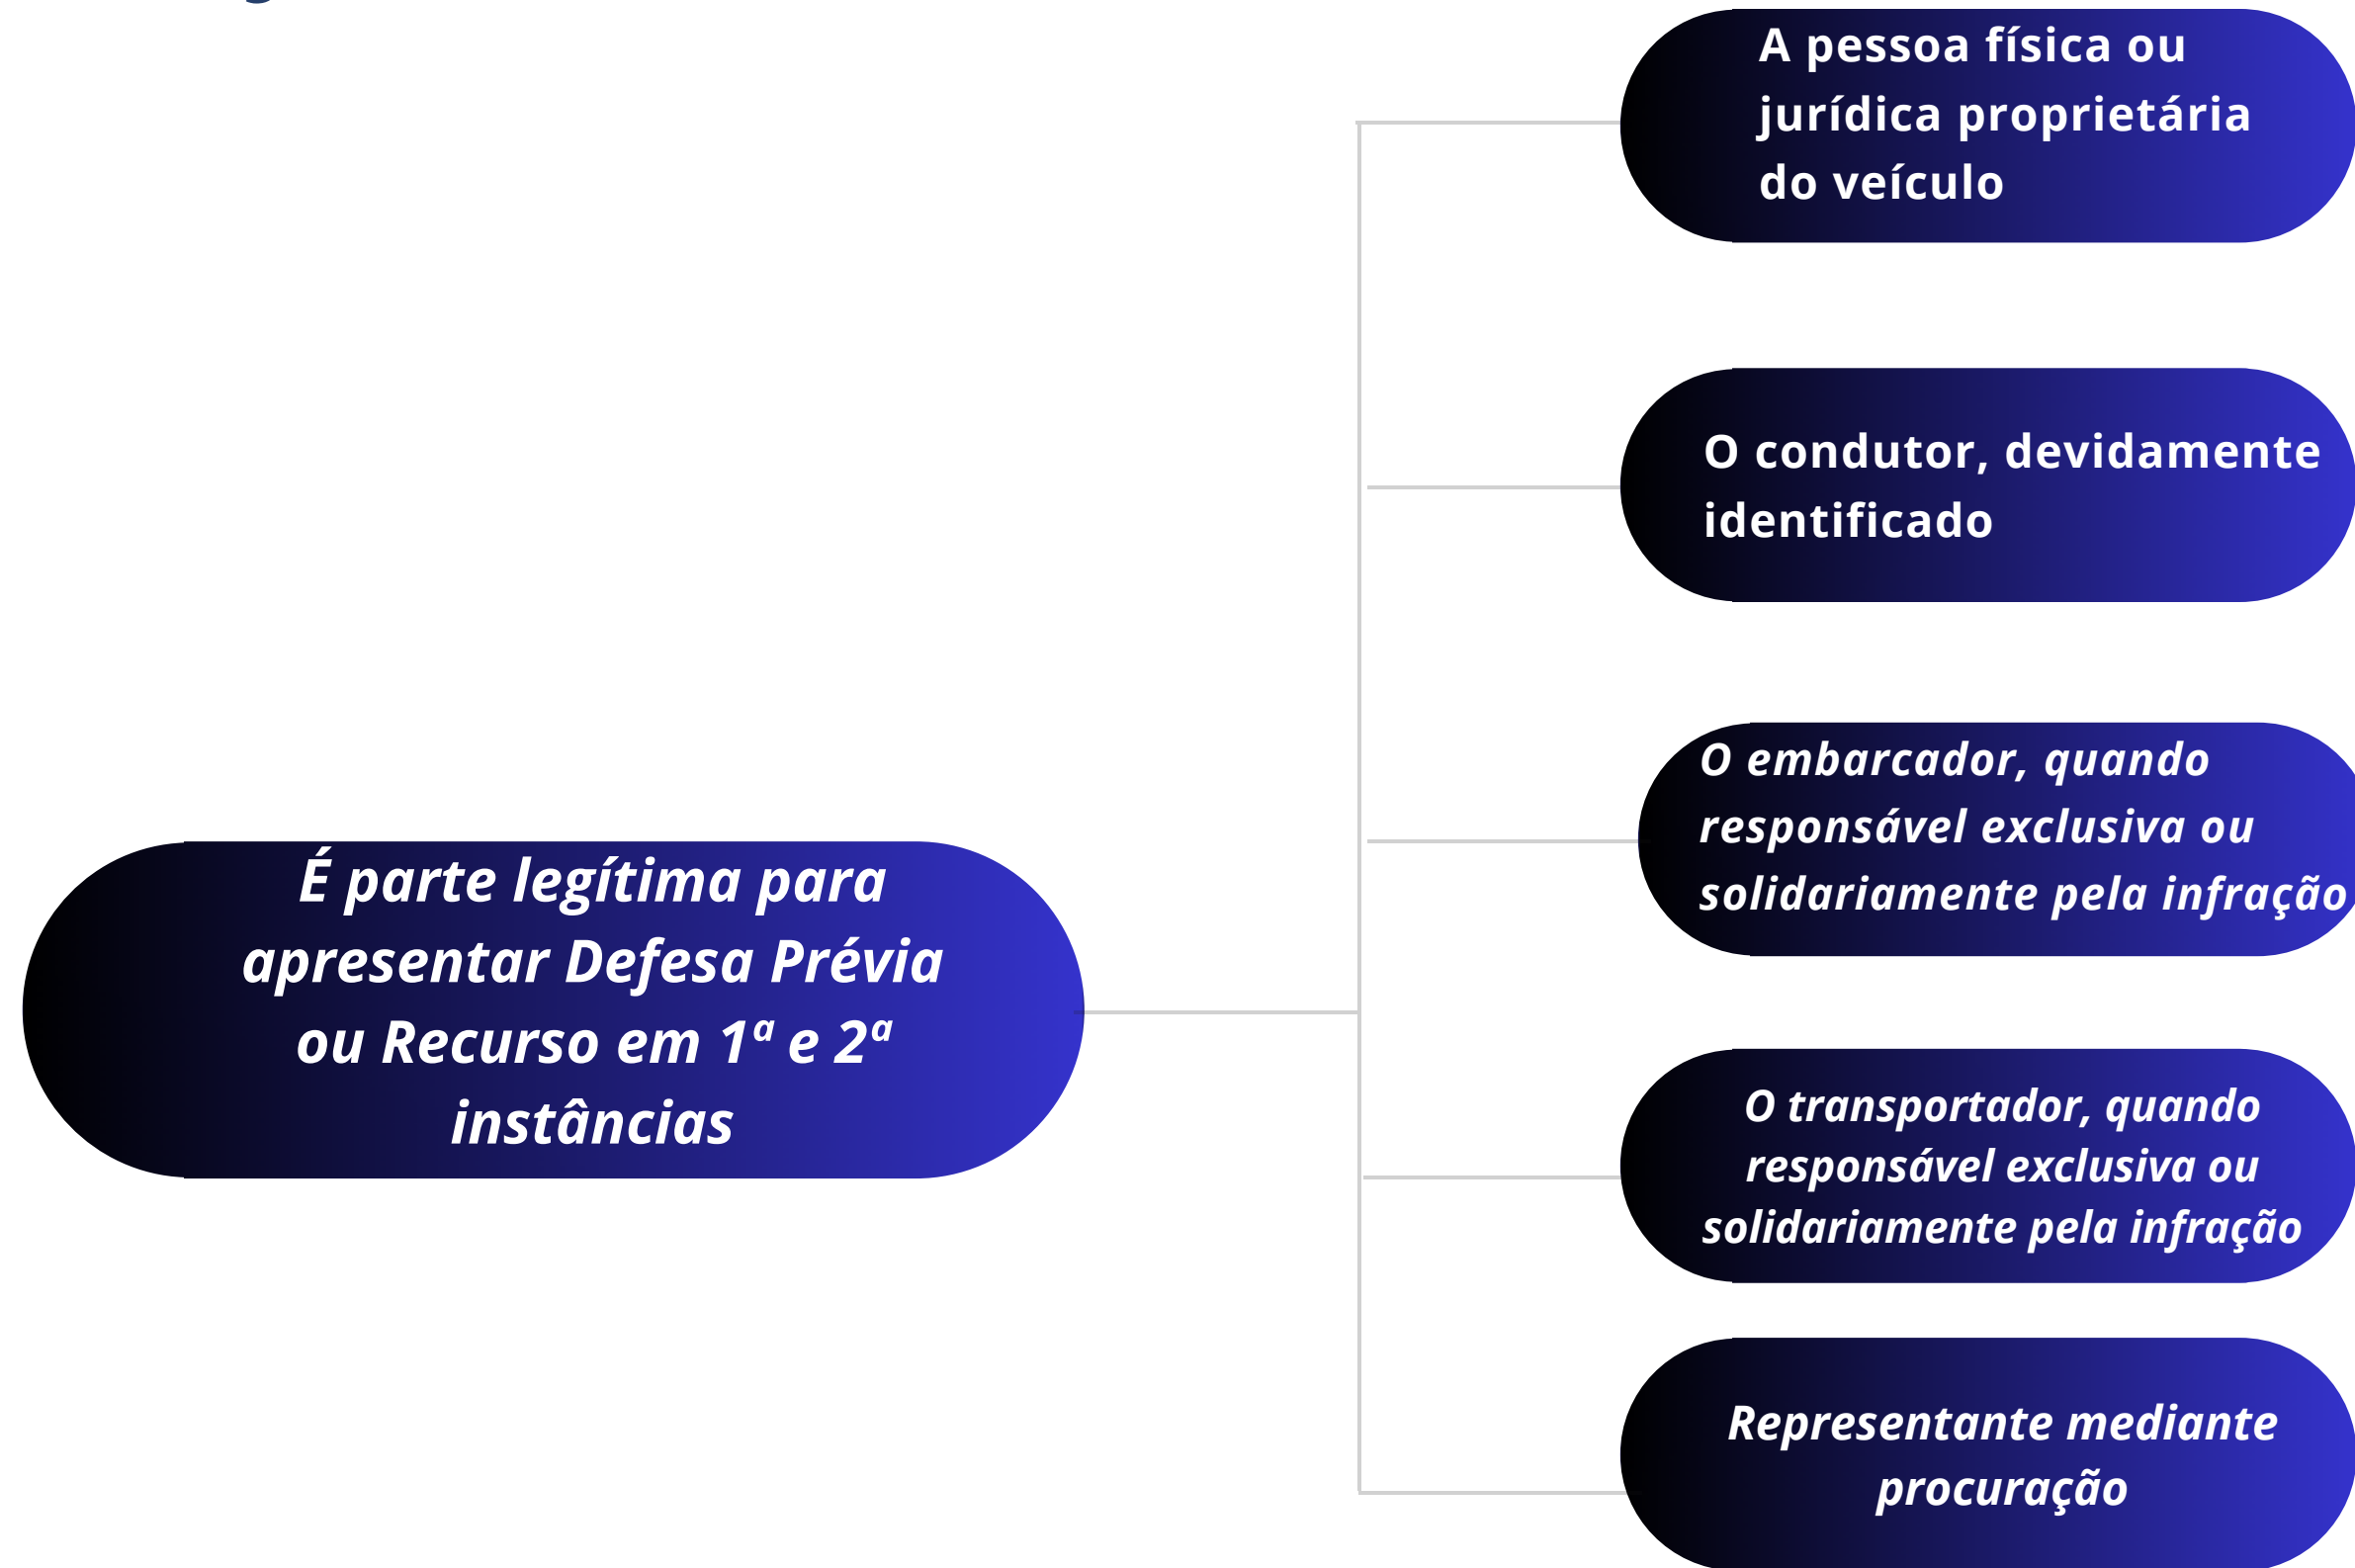 A pessoa física ou
jurídica proprietária
do veículo
O condutor, devidamente
identificado
O embarcador, quando
responsável exclusiva ou
solidariamente pela infração
É parte legítima para
apresentar Defesa Prévia
ou Recurso em 1ª e 2ª
instâncias
O transportador, quando
responsável exclusiva ou
solidariamente pela infração
Representante mediante
procuração